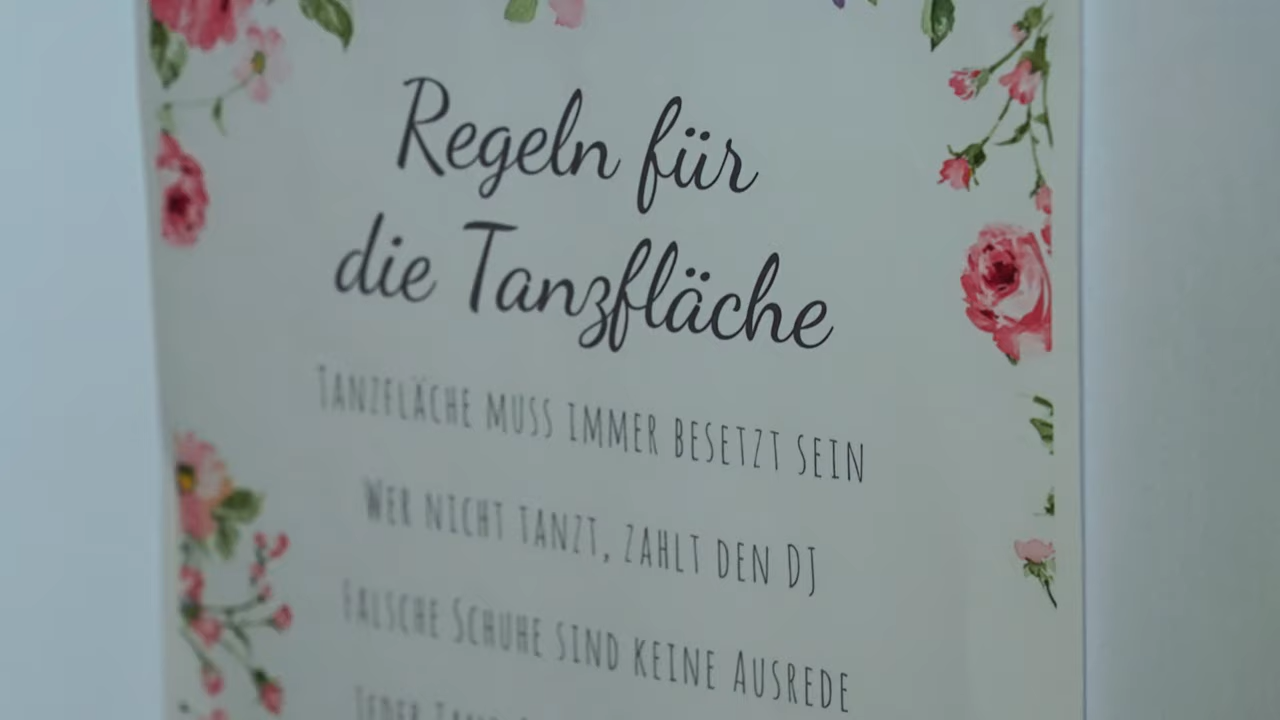 Regeln für
die Tanzfläche
Tanzfläche muss immer besetzt sein
Wer nicht tanzt, zahlt den DJ
Falsche Schuhe sind keine Ausrede
Jeder